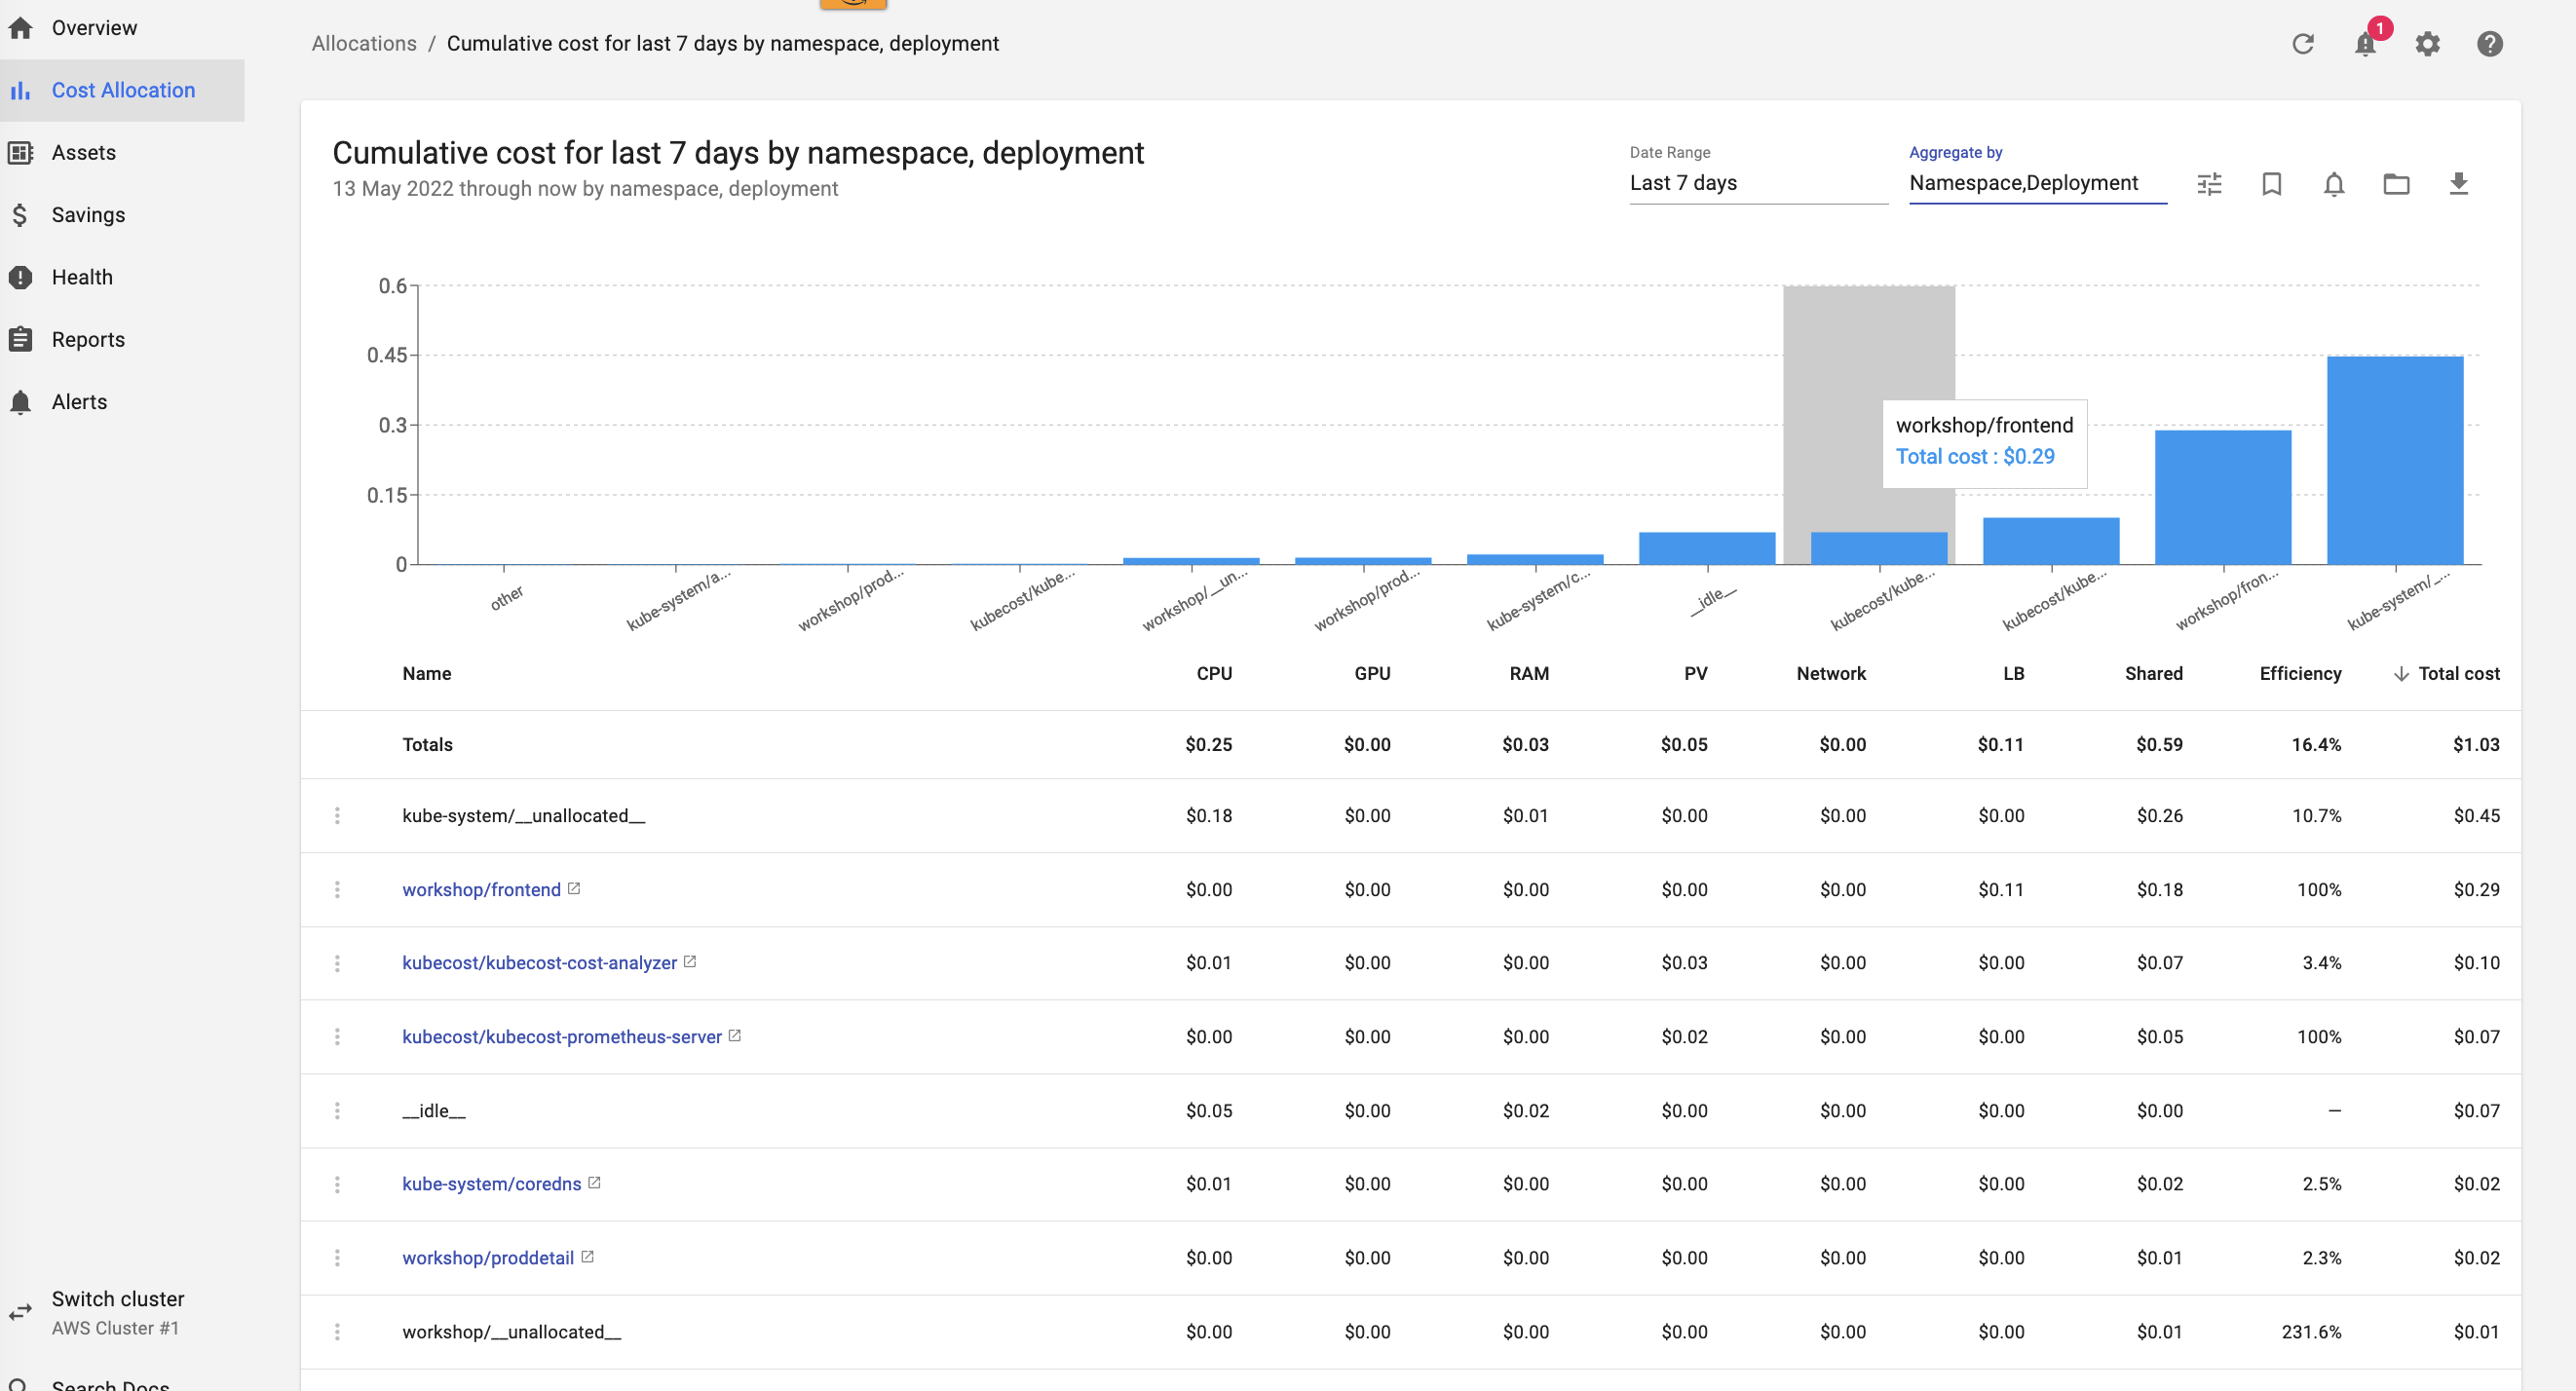 Overview
Cost Allocation
Assets
Savings
Health
Reports
Alerts
Switch cluster
AWS Cluster #1
Search Docs
Allocations / Cumulative cost for last 7 days by namespace, deployment
1
Cumulative cost for last 7 days by namespace, deployment
13 May 2022 through now by namespace, deployment
Date Range
Last 7 days
Aggregate by
Namespace,Deployment
0.6
0.45
0.3
0.15
0
workshop/frontend
Total cost : $0.29
other
kube-system/a...
workshop/prod...
kubecost/kube...
workshop/__un...
workshop/prod...
kube-system/c...
__idle__
kubecost/kube...
kubecost/kube...
workshop/fron...
kube-system/_...
Name CPU GPU RAM PV Network LB Shared Efficiency Total cost
Totals $0.25 $0.00 $0.03 $0.05 $0.00 $0.11 $0.59 16.4% $1.03
kube-system/__unallocated__ $0.18 $0.00 $0.01 $0.00 $0.00 $0.00 $0.26 10.7% $0.45
workshop/frontend $0.00 $0.00 $0.00 $0.00 $0.00 $0.11 $0.18 100% $0.29
kubecost/kubecost-cost-analyzer $0.01 $0.00 $0.00 $0.03 $0.00 $0.00 $0.07 3.4% $0.10
kubecost/kubecost-prometheus-server $0.00 $0.00 $0.00 $0.02 $0.00 $0.00 $0.05 100% $0.07
__idle__ $0.05 $0.00 $0.02 $0.00 $0.00 $0.00 $0.00 — $0.07
kube-system/coredns $0.01 $0.00 $0.00 $0.00 $0.00 $0.00 $0.02 2.5% $0.02
workshop/proddetail $0.00 $0.00 $0.00 $0.00 $0.00 $0.00 $0.01 2.3% $0.02
workshop/__unallocated__ $0.00 $0.00 $0.00 $0.00 $0.00 $0.00 $0.01 231.6% $0.01